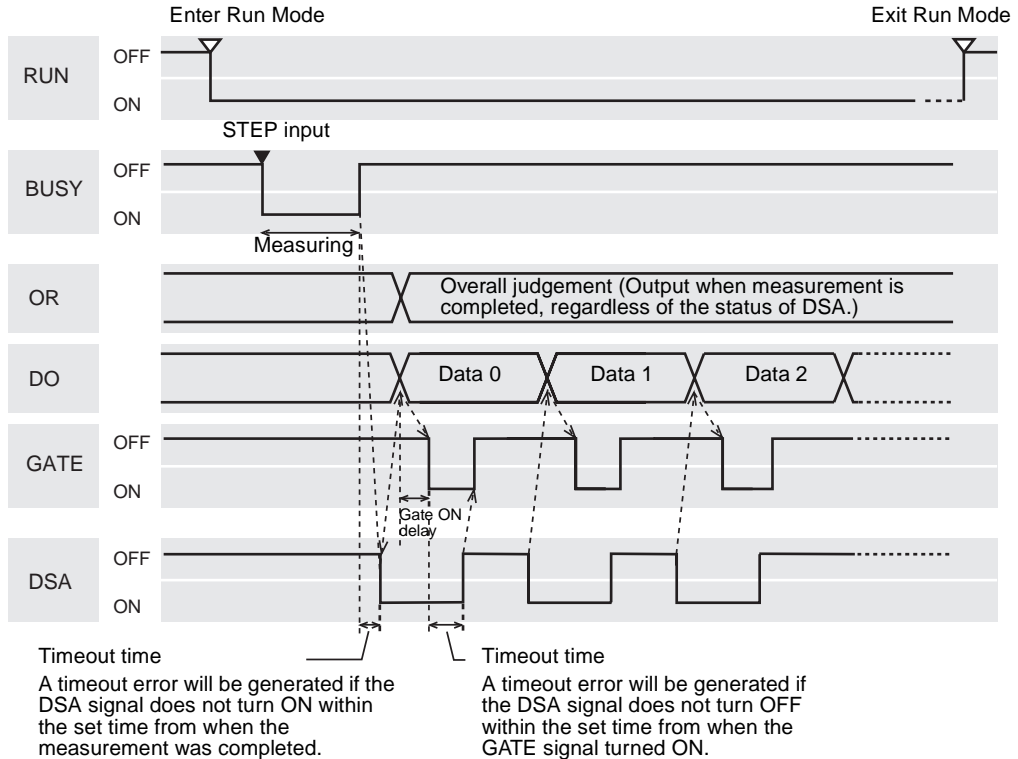 Enter Run Mode
Exit Run Mode
RUN
OFF
ON
STEP input
BUSY
OFF
ON
Measuring
OR
Overall judgement (Output when measurement is
completed, regardless of the status of DSA.)
DO
Data 0
Data 1
Data 2
GATE
OFF
ON
Gate ON
delay
DSA
OFF
ON
Timeout time
A timeout error will be generated if the
DSA signal does not turn ON within
the set time from when the
measurement was completed.
Timeout time
A timeout error will be generated if
the DSA signal does not turn OFF
within the set time from when the
GATE signal turned ON.